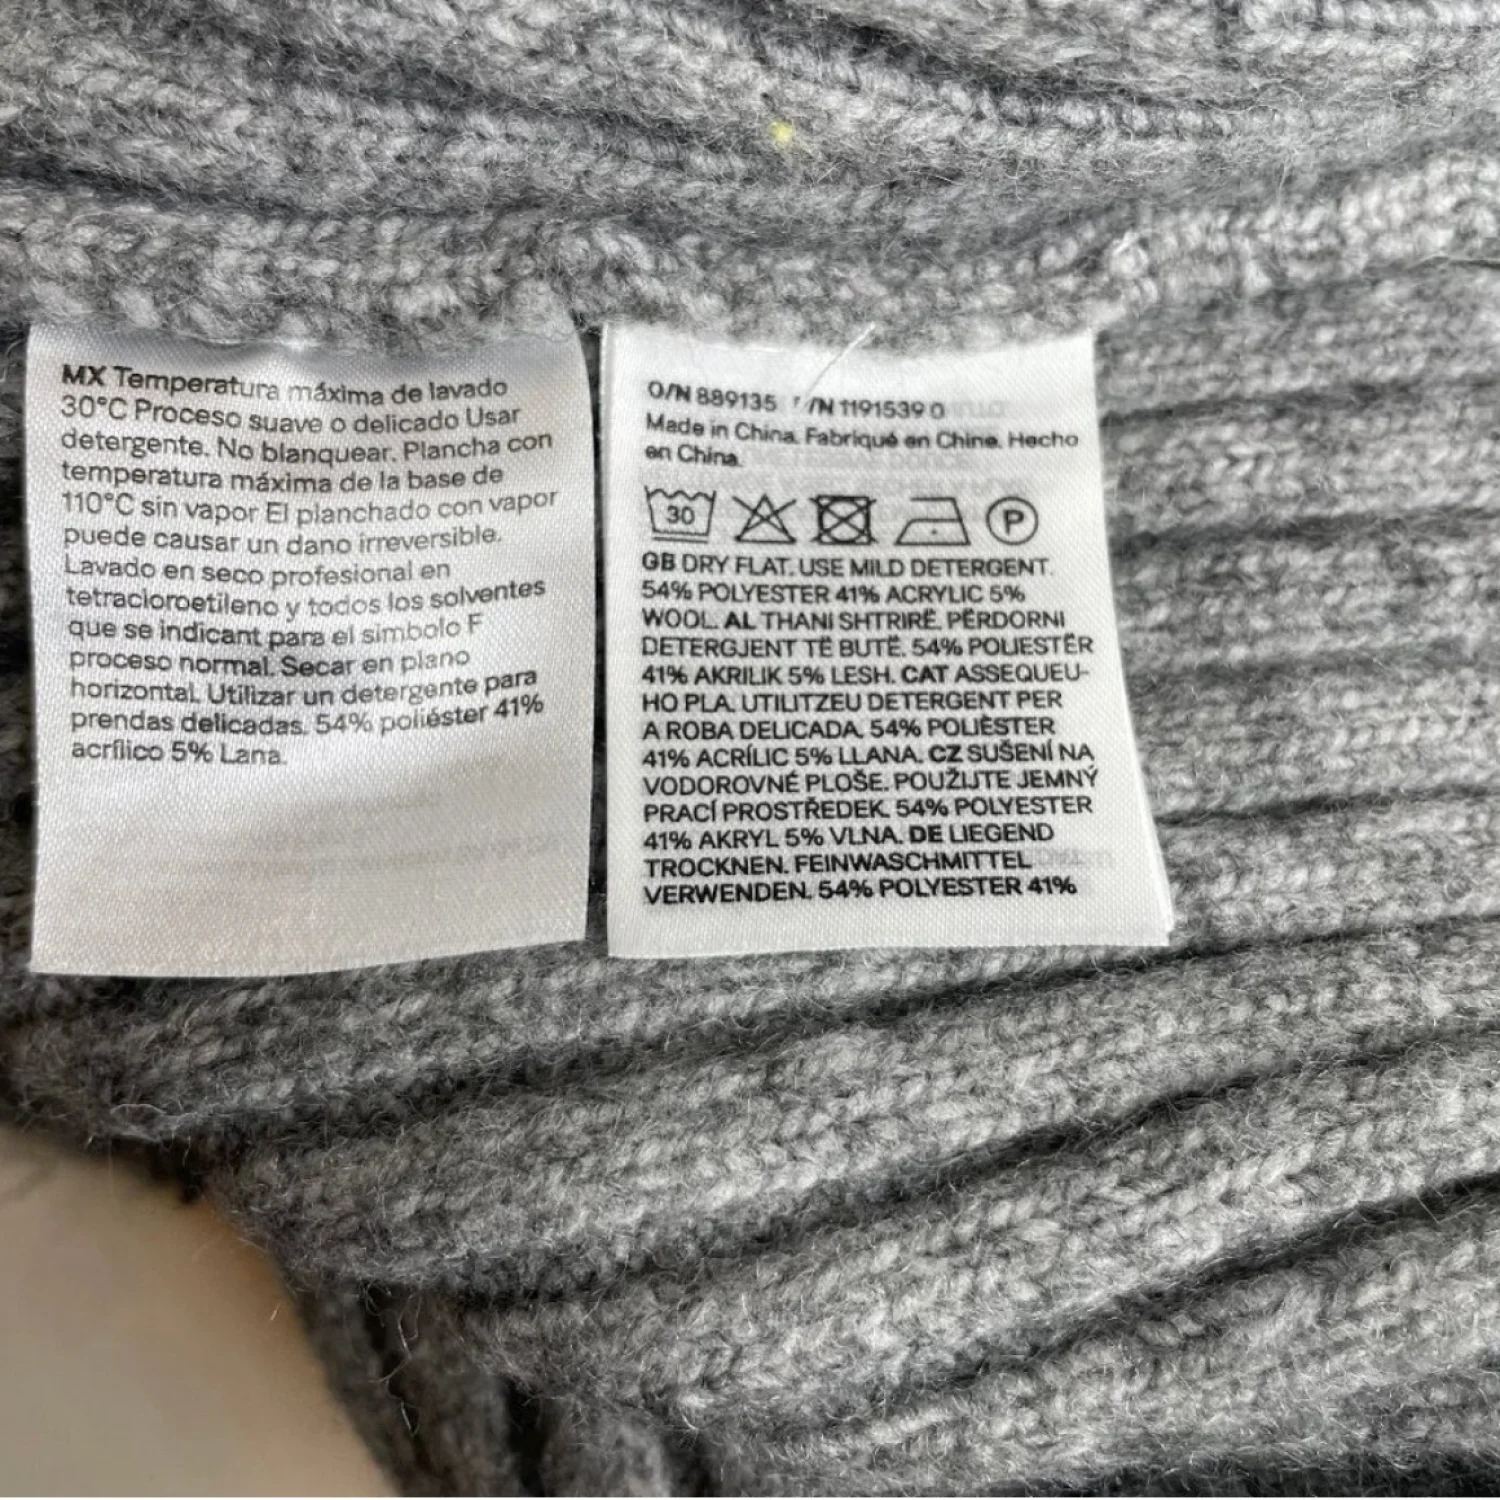 MX Temperatura máxima de lavado
30°C Proceso suave o delicado Usar
detergente. No blanquear. Plancha con
temperatura máxima de la base de
110°C sin vapor El planchado con vapor
puede causar un dano irreversible.
Lavado en seco profesional en
tetracloroetileno y todos los solventes
que se indicant para el simbolo F
proceso normal. Secar en plano
horizontal. Utilizar un detergente para
prendas delicadas. 54% poliéster 41%
acrílico 5% Lana.
O/N 889135 /N 1191539 0
Made in China. Fabriqué en Chine. Hecho
en China.
30 P
GB DRY FLAT. USE MILD DETERGENT.
54% POLYESTER 41% ACRYLIC 5%
WOOL. AL THANI SHTRIRË. PËRDORNI
DETERGJENT TË BUTË. 54% POLIESTËR
41% AKRILIK 5% LESH. CAT ASSEQUEU-
HO PLA. UTILITZEU DETERGENT PER
A ROBA DELICADA. 54% POLIÈSTER
41% ACRÍLIC 5% LLANA. CZ SUŠENÍ NA
VODOROVNÉ PLOŠE. POUŽIJTE JEMNÝ
PRACÍ PROSTŘEDEK. 54% POLYESTER
41% AKRYL 5% VLNA. DE LIEGEND
TROCKNEN. FEINWASCHMITTEL
VERWENDEN. 54% POLYESTER 41%